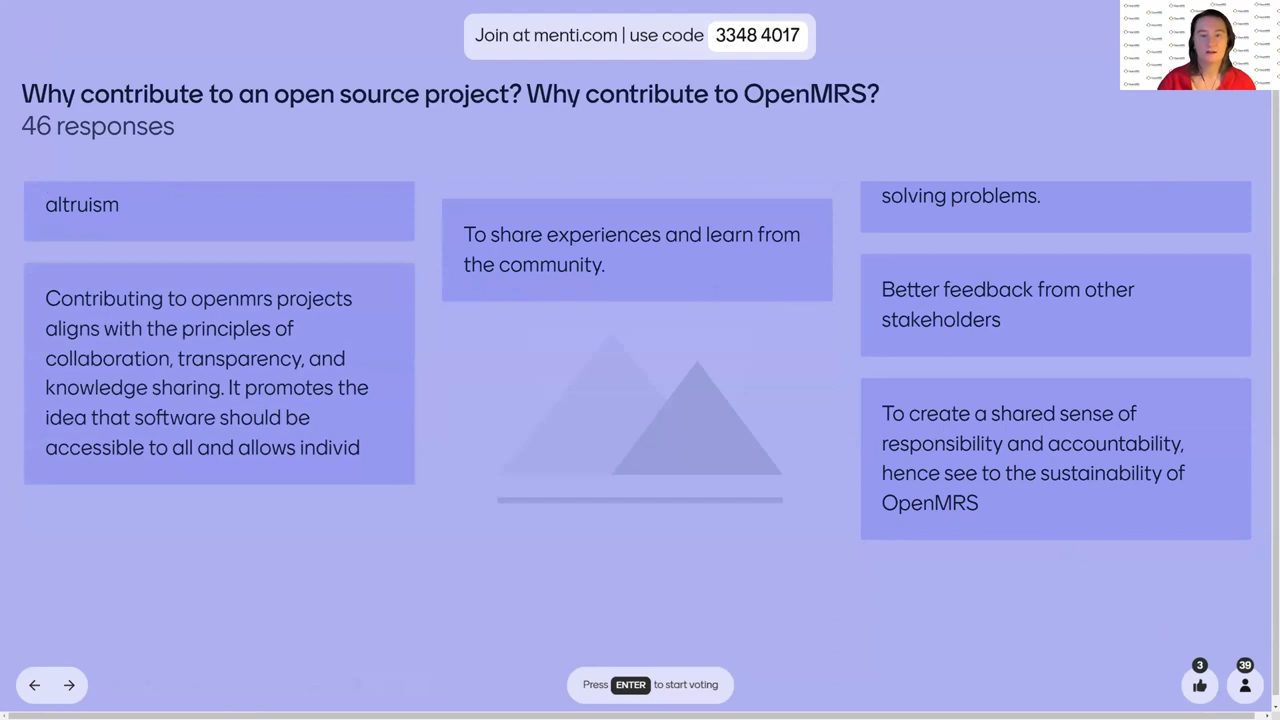 Join at menti.com | use code 3348 4017
Why contribute to an open source project? Why contribute to OpenMRS?
46 responses
altruism
Contributing to openmrs projects
aligns with the principles of
collaboration, transparency, and
knowledge sharing. It promotes the
idea that software should be
accessible to all and allows individ
To share experiences and learn from
the community.
solving problems.
Better feedback from other
stakeholders
To create a shared sense of
responsibility and accountability,
hence see to the sustainability of
OpenMRS
Press ENTER to start voting
3
39